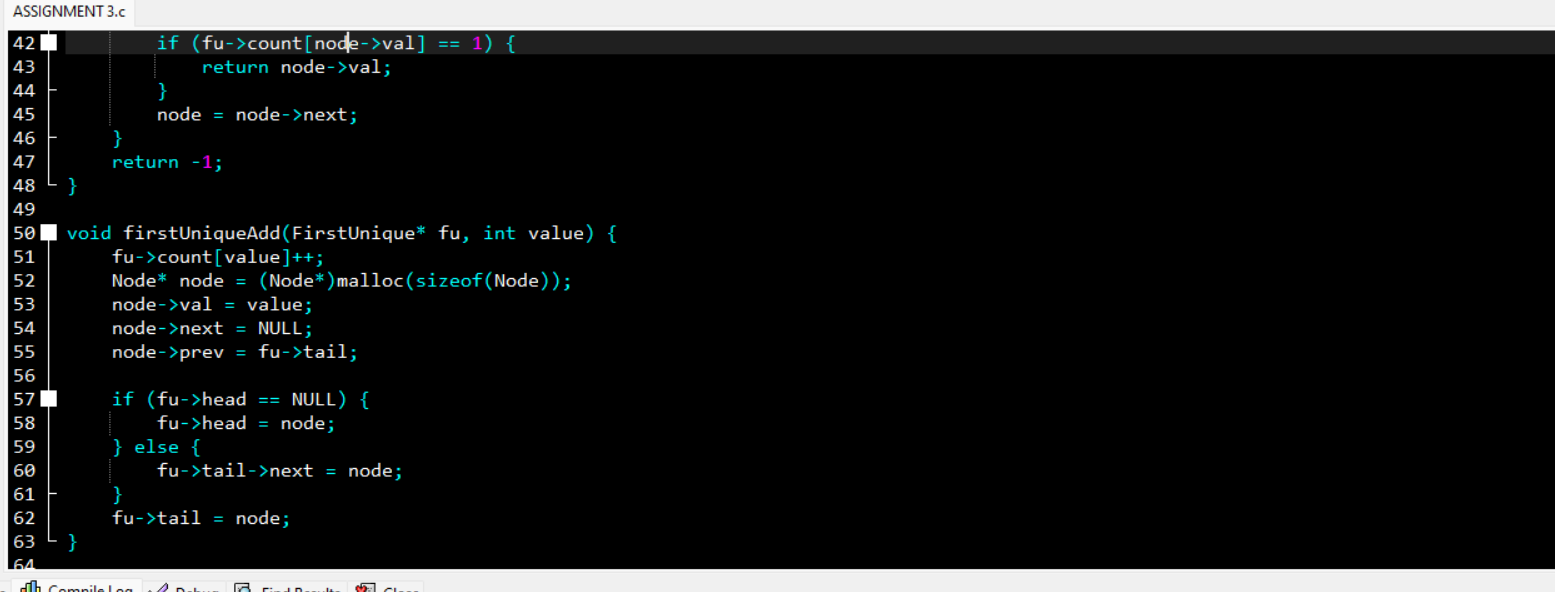 ASSIGNMENT 3.c
42 if (fu->count[node->val] == 1) {
43 return node->val;
44 }
45 node = node->next;
46 }
47 return -1;
48 }
49
50 void firstUniqueAdd(FirstUnique* fu, int value) {
51 fu->count[value]++;
52 Node* node = (Node*)malloc(sizeof(Node));
53 node->val = value;
54 node->next = NULL;
55 node->prev = fu->tail;
56
57 if (fu->head == NULL) {
58 fu->head = node;
59 } else {
60 fu->tail->next = node;
61 }
62 fu->tail = node;
63 }
64
Compile Log Debug Find Results Close